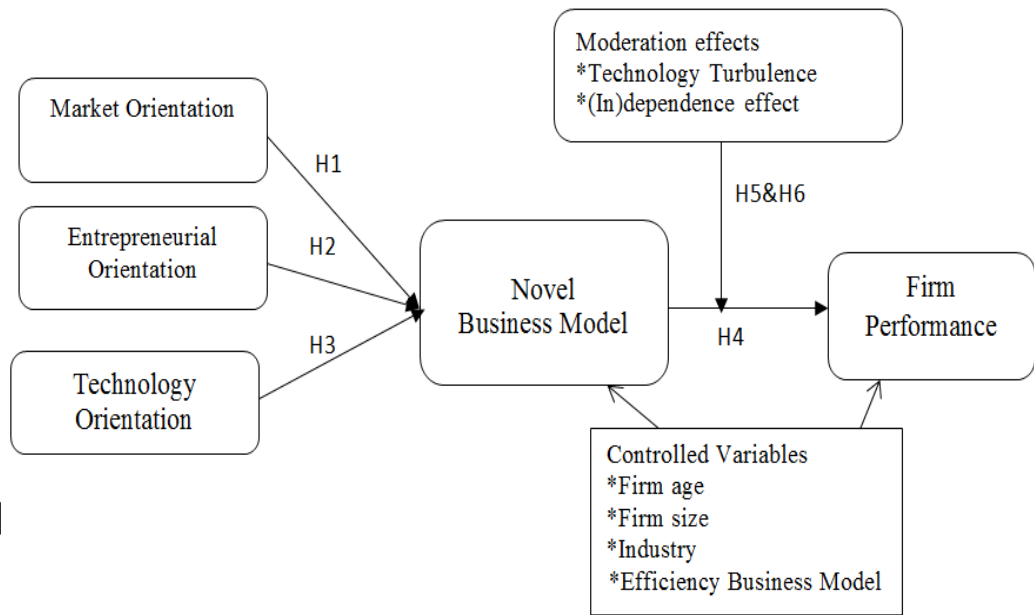 Market Orientation
H1
Entrepreneurial
Orientation
H2
Technology
Orientation
H3
Novel
Business Model
Moderation effects
*Technology Turbulence
*(In)dependence effect
H5&H6
H4
Firm
Performance
Controlled Variables
*Firm age
*Firm size
*Industry
*Efficiency Business Model